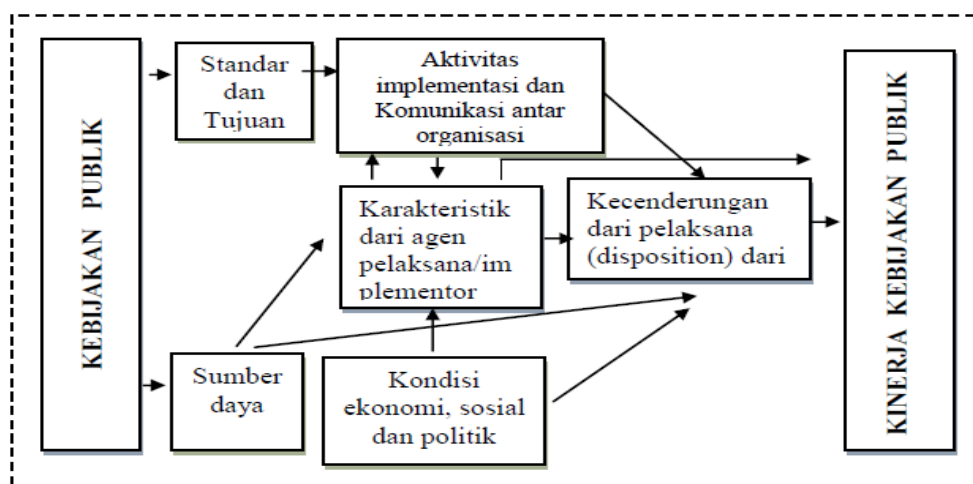 KEBIJAKAN PUBLIK
Standar
dan
Tujuan
Aktivitas
implementasi dan
Komunikasi antar
organisasi
Karakteristik
dari agen
pelaksana/im
plementor
Kecenderungan
dari pelaksana
(disposition) dari
Sumber
daya
Kondisi
ekonomi, sosial
dan politik
KINERJA KEBIJAKAN PUBLIK